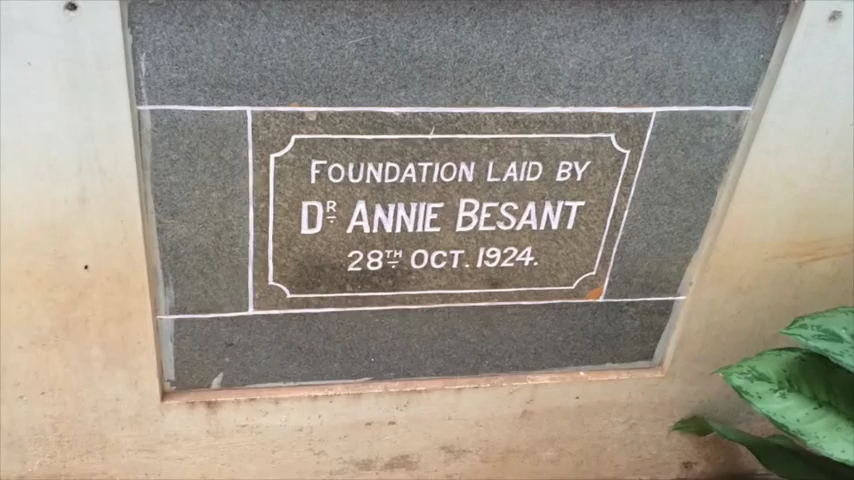 FOUNDATION LAID BY
DR ANNIE BESANT
28TH OCT. 1924.